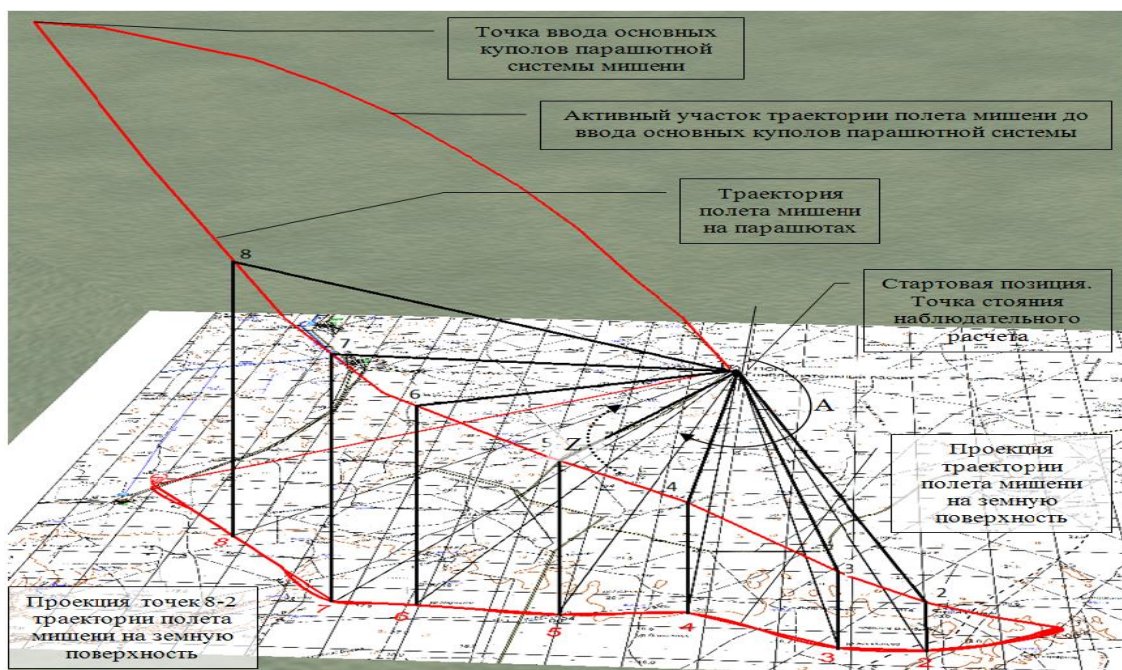 Точка ввода основных
куполов парашютной
системы мишени
Активный участок траектории полета мишени до
ввода основных куполов парашютной системы
Траектория
полета мишени
на парашютах
8
Стартовая позиция.
Точка стояния
наблюдательного
расчета
7
6
А
5
Z
4
Проекция
траектории
полета мишени
на земную
поверхность
3
2
Проекция точек 8-2
траектории полета
мишени на земную
поверхность
8
7
6
5
4
3
2